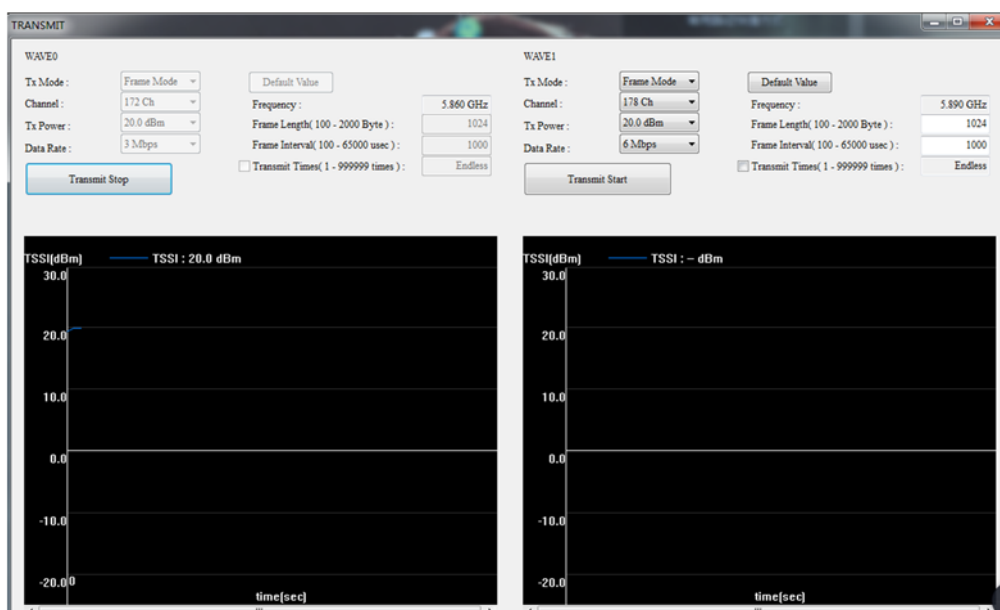 TRANSMIT
WAVE0
Tx Mode : Frame Mode Default Value
Channel : 172 Ch Frequency : 5.860 GHz
Tx Power : 20.0 dBm Frame Length( 100 - 2000 Byte ) : 1024
Data Rate : 3 Mbps Frame Interval( 100 - 65000 usec ) : 1000
Transmit Stop Transmit Times( 1 - 999999 times ) : Endless
TSSI(dBm) TSSI : 20.0 dBm
30.0
20.0
10.0
0.0
-10.0
-20.0 0
time(sec)
WAVE1
Tx Mode : Frame Mode Default Value
Channel : 178 Ch Frequency : 5.890 GHz
Tx Power : 20.0 dBm Frame Length( 100 - 2000 Byte ) : 1024
Data Rate : 6 Mbps Frame Interval( 100 - 65000 usec ) : 1000
Transmit Start Transmit Times( 1 - 999999 times ) : Endless
TSSI(dBm) TSSI : – dBm
30.0
20.0
10.0
0.0
-10.0
-20.0
time(sec)